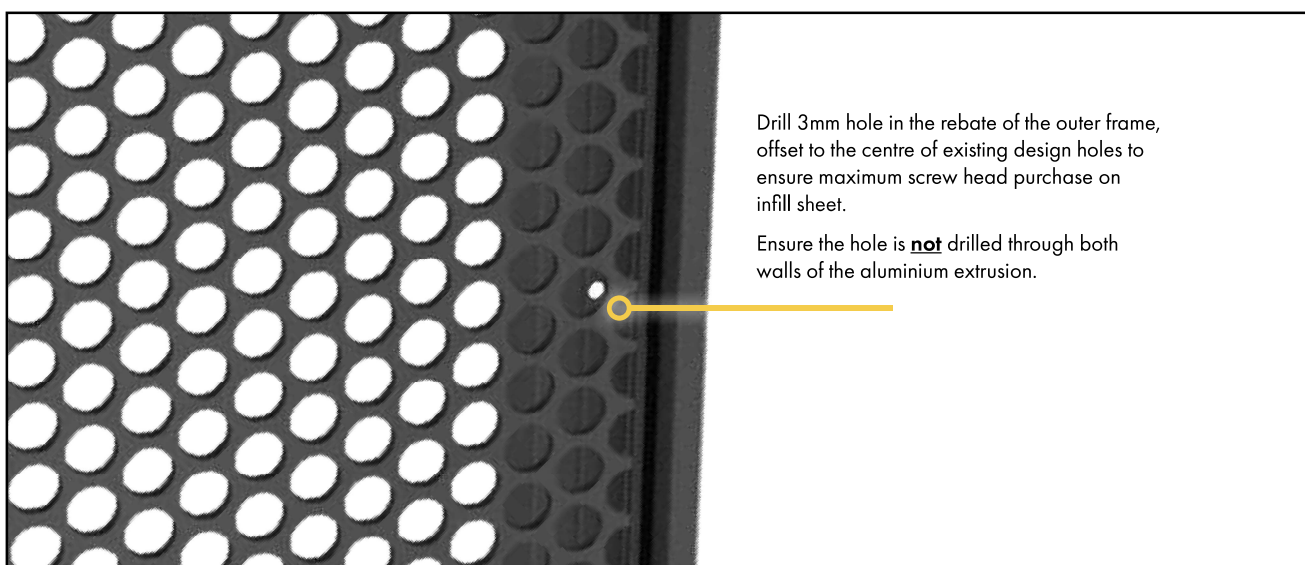 Drill 3mm hole in the rebate of the outer frame,
offset to the centre of existing design holes to
ensure maximum screw head purchase on
infill sheet.
Ensure the hole is not drilled through both
walls of the aluminium extrusion.